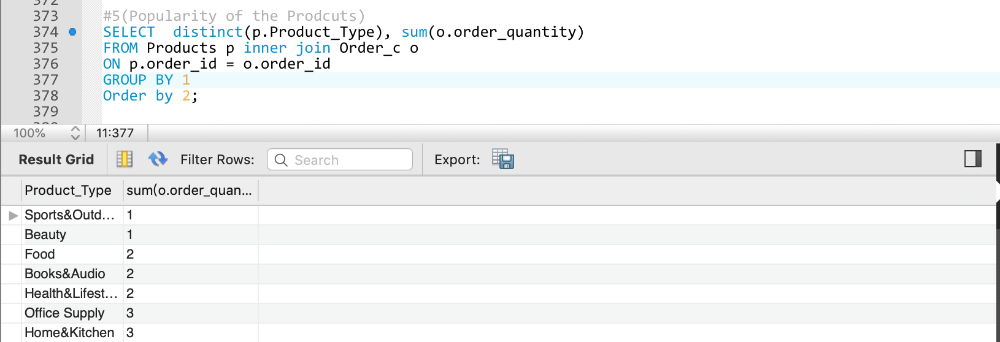 372
373 #5(Popularity of the Prodcuts)
374 SELECT  distinct(p.Product_Type), sum(o.order_quantity)
375 FROM Products p inner join Order_c o
376 ON p.order_id = o.order_id
377 GROUP BY 1
378 Order by 2;
379
100% 11:377
Result Grid Filter Rows: Search Export:
Product_Type sum(o.order_quan...
Sports&Outd... 1
Beauty 1
Food 2
Books&Audio 2
Health&Lifest... 2
Office Supply 3
Home&Kitchen 3